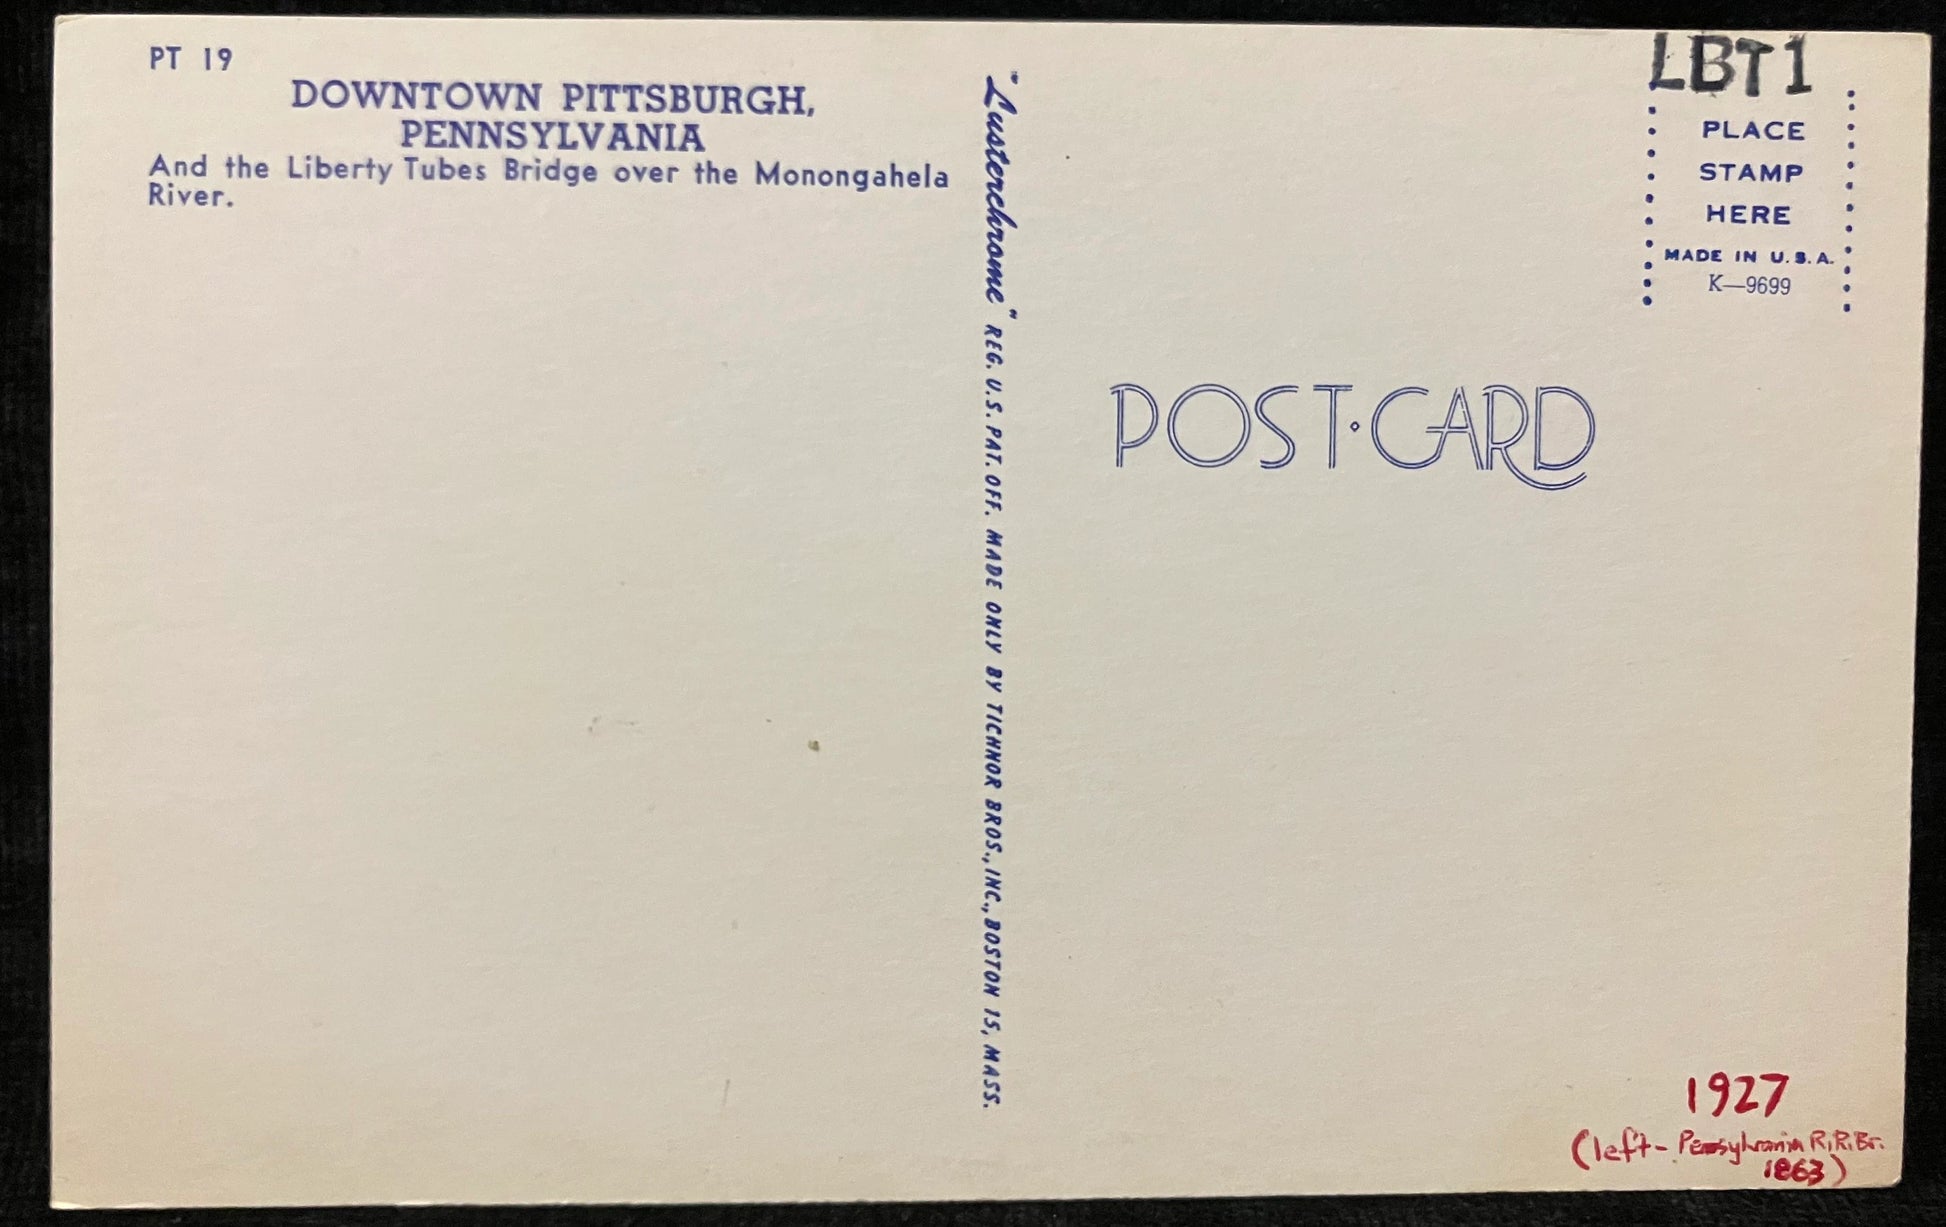 PT 19
DOWNTOWN PITTSBURGH,
PENNSYLVANIA
And the Liberty Tubes Bridge over the Monongahela
River.
"Lusterchrome" REG. U.S. PAT. OFF. MADE ONLY BY TICHNOR BROS., INC., BOSTON 15, MASS.
LBT1
PLACE
STAMP
HERE
MADE IN U.S.A.
K—9699
POST·CARD
1927
(left - Pennsylvania R.R. Br.
1863)